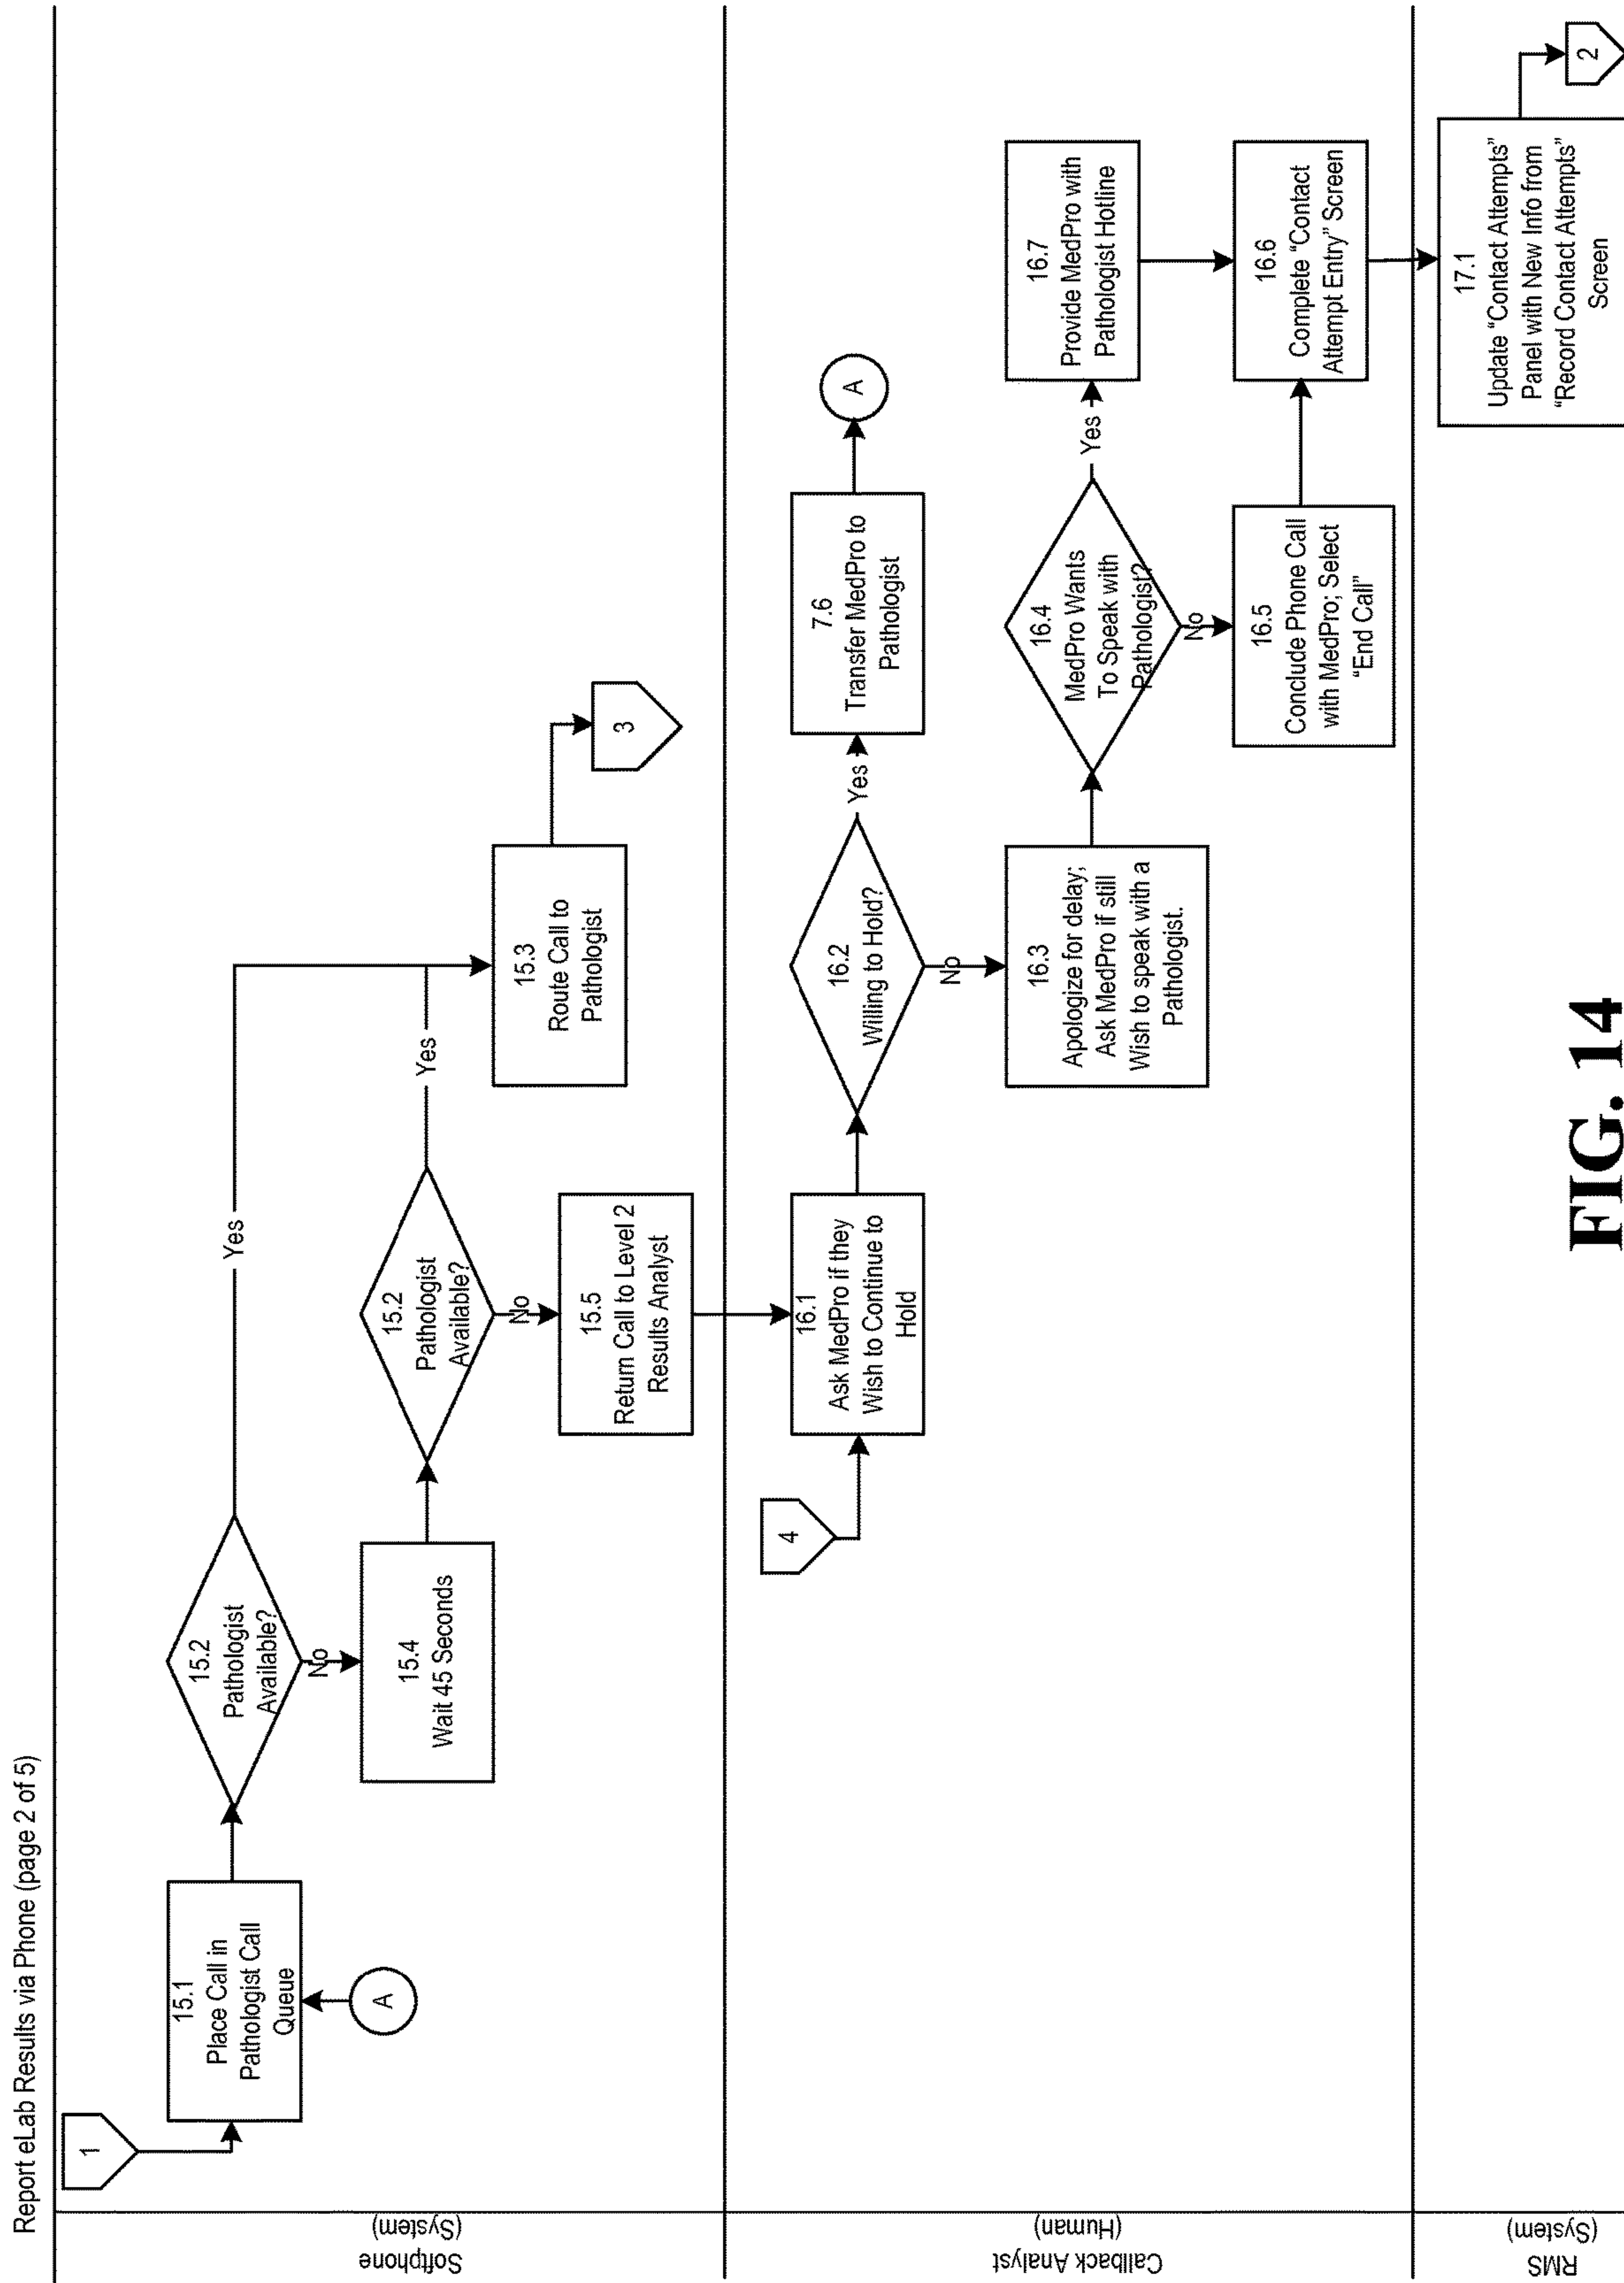 Report eLab Results via Phone (page 2 of 5)
Softphone
(System)
1
15.1
Place Call in
Pathologist Call
Queue
A
15.2
Pathologist
Available?
Yes
No
15.4
Wait 45 Seconds
15.2
Pathologist
Available?
Yes
No
15.3
Route Call to
Pathologist
3
15.5
Return Call to Level 2
Results Analyst
Callback Analyst
(Human)
4
16.1
Ask MedPro if they
Wish to Continue to
Hold
16.2
Willing to Hold?
Yes
No
7.6
Transfer MedPro to
Pathologist
A
16.3
Apologize for delay;
Ask MedPro if still
Wish to speak with a
Pathologist.
16.4
MedPro Wants
To Speak with
Pathologist?
Yes
No
16.7
Provide MedPro with
Pathologist Hotline
16.5
Conclude Phone Call
with MedPro; Select
“End Call”
16.6
Complete “Contact
Attempt Entry” Screen
RMS
(System)
17.1
Update “Contact Attempts”
Panel with New Info from
“Record Contact Attempts”
Screen
2
FIG. 14